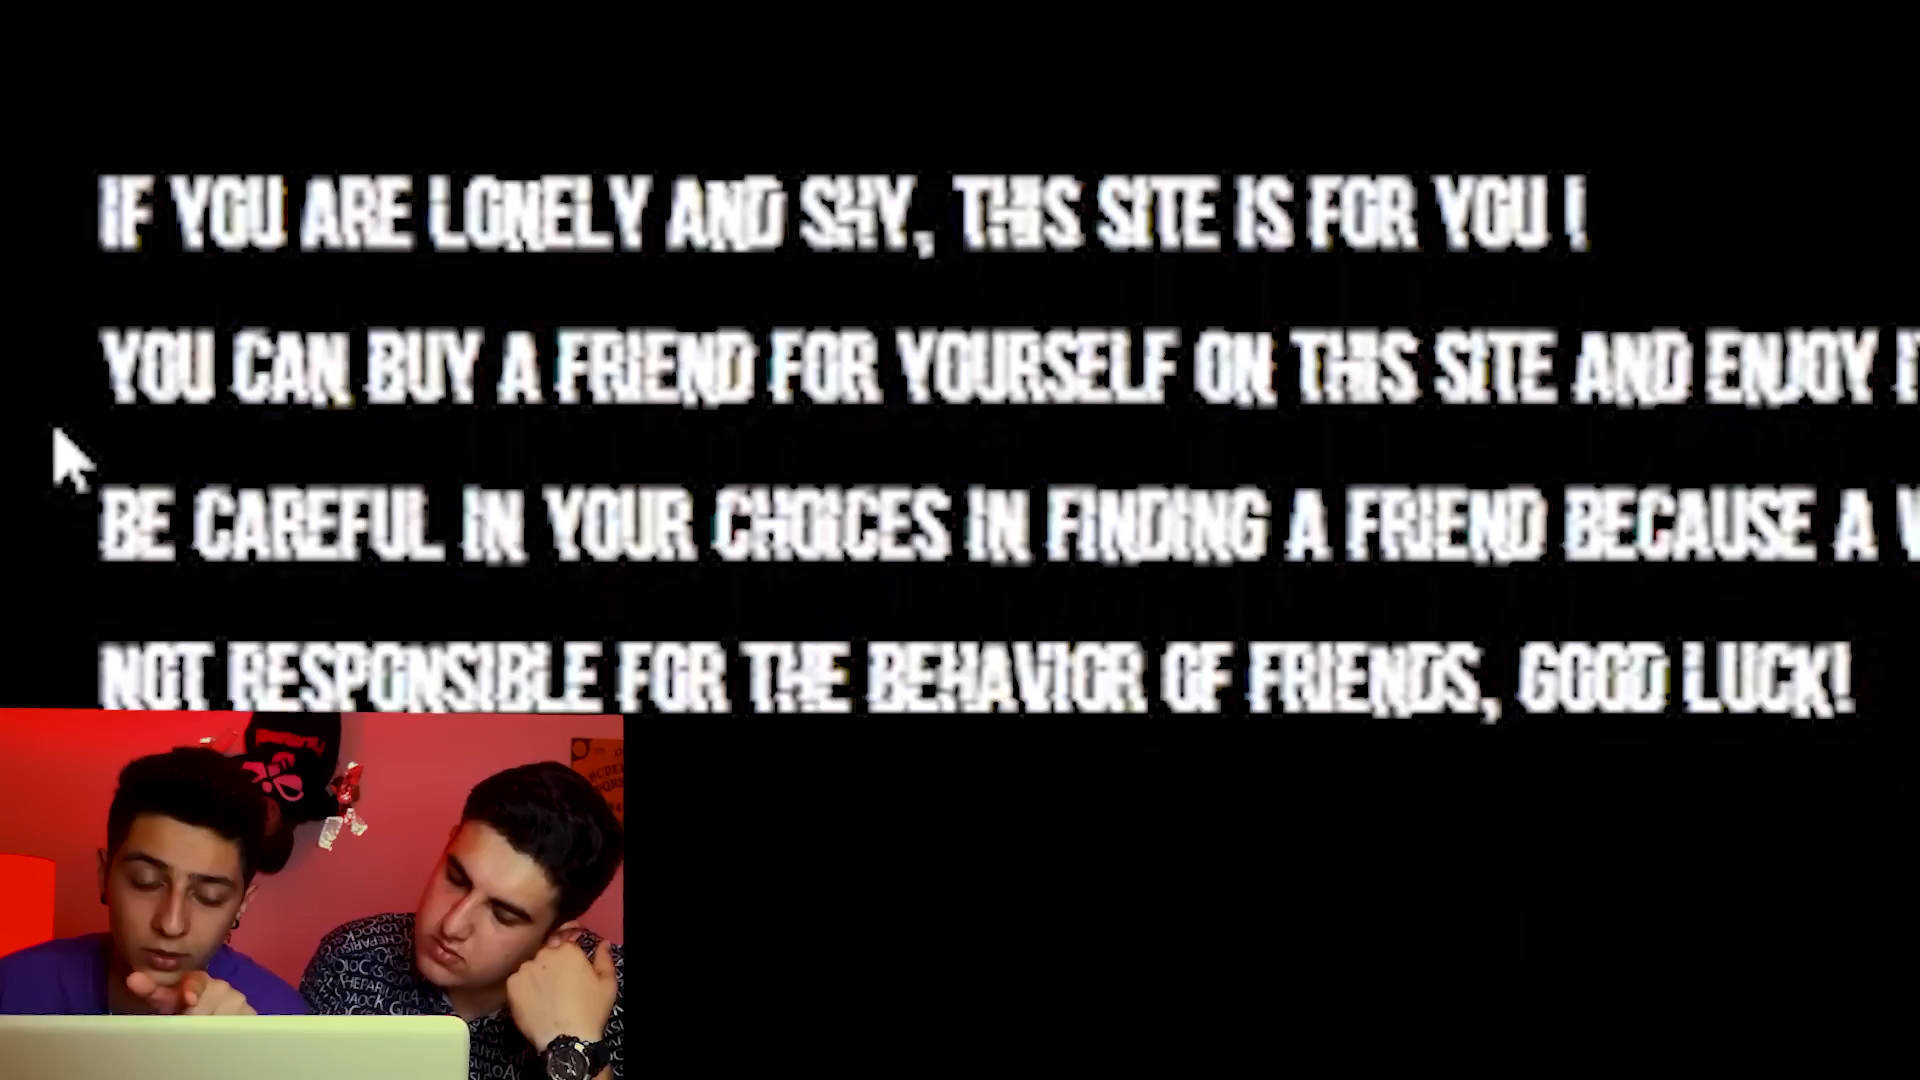 IF YOU ARE LONELY AND SHY, THIS SITE IS FOR YOU !
YOU CAN BUY A FRIEND FOR YOURSELF ON THIS SITE AND ENJOY
BE CAREFUL IN YOUR CHOICES IN FINDING A FRIEND BECAUSE A
NOT RESPONSIBLE FOR THE BEHAVIOR OF FRIENDS, GOOD LUCK!